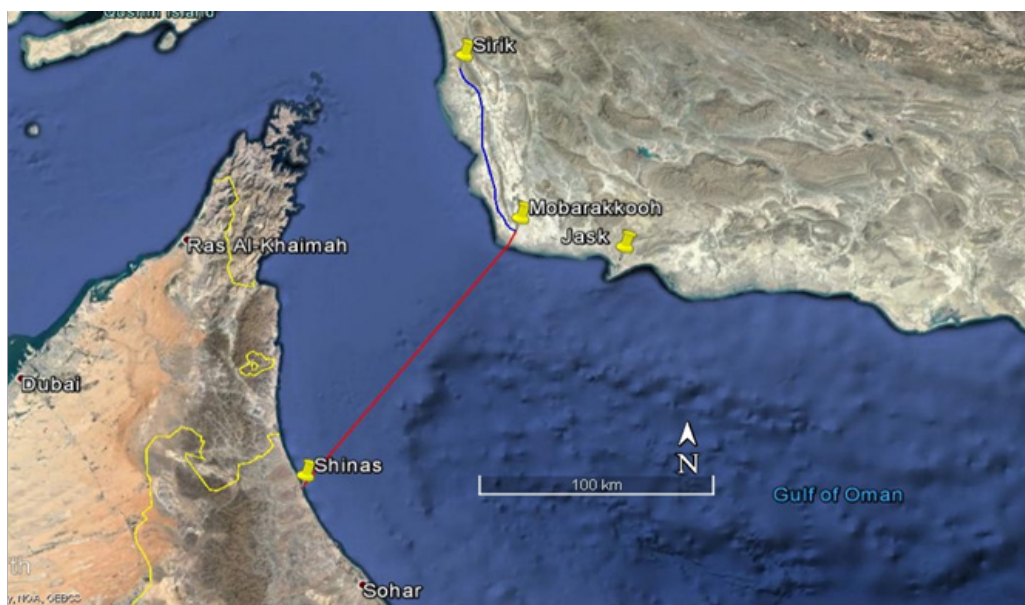 Sirik
Mobarakkooh
Jask
Ras Al-Khaimah
Dubai
Shinas
N
100 km
Gulf of Oman
Sohar